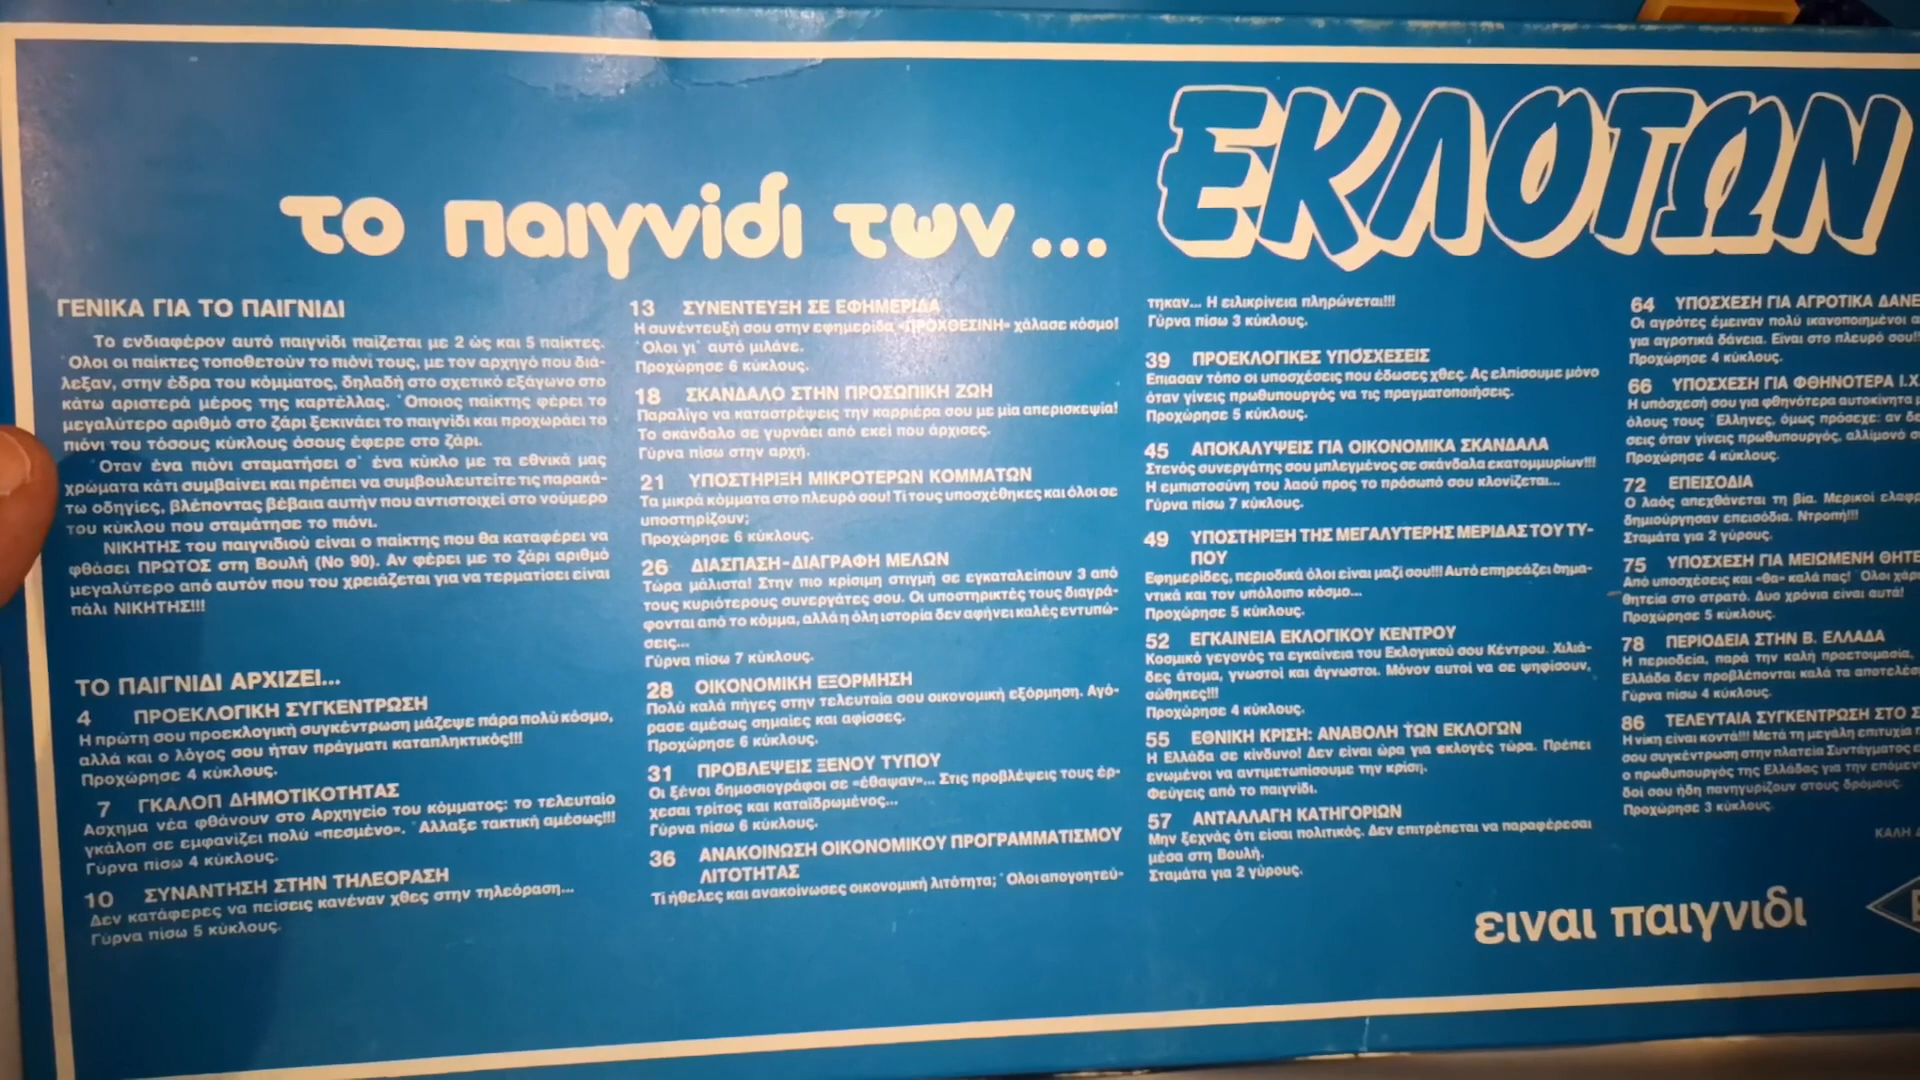 το παιγνίδι των... ΕΚΛΟΓΩΝ
ΓΕΝΙΚΑ ΓΙΑ ΤΟ ΠΑΙΓΝΙΔΙ
Το ενδιαφέρον αυτό παιγνίδι παίζεται με 2 ώς και 5 παίκτες.
Όλοι οι παίκτες τοποθετούν το πιόνι τους, με τον αρχηγό που διά-
λεξαν, στην έδρα του κόμματος, δηλαδή στο σχετικό εξάγωνο στο
κάτω αριστερά μέρος της καρτέλλας. Όποιος παίκτης φέρει το
μεγαλύτερο αριθμό στο ζάρι ξεκινάει το παιγνίδι και προχωράει το
πιόνι του τόσους κύκλους όσους έφερε στο ζάρι.
Όταν ένα πιόνι σταματήσει σ' ένα κύκλο με τα εθνικά μας
χρώματα κάτι συμβαίνει και πρέπει να συμβουλευτείτε τις παρακά-
τω οδηγίες, βλέποντας βέβαια αυτήν που αντιστοιχεί στο νούμερο
του κύκλου που σταμάτησε το πιόνι.
ΝΙΚΗΤΗΣ του παιγνιδιού είναι ο παίκτης που θα καταφέρει να
φθάσει ΠΡΩΤΟΣ στη Βουλή (Νο 90). Αν φέρει με το ζάρι αριθμό
μεγαλύτερο από αυτόν που του χρειάζεται για να τερματίσει είναι
πάλι ΝΙΚΗΤΗΣ!!!
ΤΟ ΠΑΙΓΝΙΔΙ ΑΡΧΙΖΕΙ...
4 ΠΡΟΕΚΛΟΓΙΚΗ ΣΥΓΚΕΝΤΡΩΣΗ
Η πρώτη σου προεκλογική συγκέντρωση μάζεψε πάρα πολύ κόσμο,
αλλά και ο λόγος σου ήταν πράγματι καταπληκτικός!!!
Προχώρησε 4 κύκλους.
7 ΓΚΑΛΟΠ ΔΗΜΟΤΙΚΟΤΗΤΑΣ
Ασχημα νέα φθάνουν στο Αρχηγείο του κόμματος: το τελευταίο
γκάλοπ σε εμφανίζει πολύ «πεσμένο». Άλλαξε τακτική αμέσως!!!
Γύρνα πίσω 4 κύκλους.
10 ΣΥΝΑΝΤΗΣΗ ΣΤΗΝ ΤΗΛΕΟΡΑΣΗ
Δεν κατάφερες να πείσεις κανέναν χθες στην τηλεόραση...
Γύρνα πίσω 5 κύκλους.
13 ΣΥΝΕΝΤΕΥΞΗ ΣΕ ΕΦΗΜΕΡΙΔΑ
Η συνέντευξή σου στην εφημερίδα «ΠΡΟΧΘΕΣΙΝΗ» χάλασε κόσμο!
Όλοι γι' αυτό μιλάνε.
Προχώρησε 6 κύκλους.
18 ΣΚΑΝΔΑΛΟ ΣΤΗΝ ΠΡΟΣΩΠΙΚΗ ΖΩΗ
Παραλίγο να καταστρέψεις την καρριέρα σου με μία απερισκεψία!
Το σκάνδαλο σε γυρνάει από εκεί που άρχισες.
Γύρνα πίσω στην αρχή.
21 ΥΠΟΣΤΗΡΙΞΗ ΜΙΚΡΟΤΕΡΩΝ ΚΟΜΜΑΤΩΝ
Τα μικρά κόμματα στο πλευρό σου! Τί τους υποσχέθηκες και όλοι σε
υποστηρίζουν;
Προχώρησε 6 κύκλους.
26 ΔΙΑΣΠΑΣΗ-ΔΙΑΓΡΑΦΗ ΜΕΛΩΝ
Τώρα μάλιστα! Στην πιο κρίσιμη στιγμή σε εγκαταλείπουν 3 από
τους κυριότερους συνεργάτες σου. Οι υποστηρικτές τους διαγρά-
φονται από το κόμμα, αλλά η όλη ιστορία δεν αφήνει καλές εντυπώ-
σεις...
Γύρνα πίσω 7 κύκλους.
28 ΟΙΚΟΝΟΜΙΚΗ ΕΞΟΡΜΗΣΗ
Πολύ καλά πήγες στην τελευταία σου οικονομική εξόρμηση. Αγό-
ρασε αμέσως σημαίες και αφίσσες.
Προχώρησε 6 κύκλους.
31 ΠΡΟΒΛΕΨΕΙΣ ΞΕΝΟΥ ΤΥΠΟΥ
Οι ξένοι δημοσιογράφοι σε «έθαψαν»... Στις προβλέψεις τους έρ-
χεσαι τρίτος και καταϊδρωμένος...
Γύρνα πίσω 6 κύκλους.
36 ΑΝΑΚΟΙΝΩΣΗ ΟΙΚΟΝΟΜΙΚΟΥ ΠΡΟΓΡΑΜΜΑΤΙΣΜΟΥ
ΛΙΤΟΤΗΤΑΣ
Τί ήθελες και ανακοίνωσες οικονομική λιτότητα; Όλοι απογοητεύ-
τηκαν... Η ειλικρίνεια πληρώνεται!!!
Γύρνα πίσω 3 κύκλους.
39 ΠΡΟΕΚΛΟΓΙΚΕΣ ΥΠΟΣΧΕΣΕΙΣ
Επιασαν τόπο οι υποσχέσεις που έδωσες χθες. Ας ελπίσουμε μόνο
όταν γίνεις πρωθυπουργός να τις πραγματοποιήσεις.
Προχώρησε 5 κύκλους.
45 ΑΠΟΚΑΛΥΨΕΙΣ ΓΙΑ ΟΙΚΟΝΟΜΙΚΑ ΣΚΑΝΔΑΛΑ
Στενός συνεργάτης σου μπλεγμένος σε σκάνδαλα εκατομμυρίων!!!
Η εμπιστοσύνη του λαού προς το πρόσωπό σου κλονίζεται...
Γύρνα πίσω 7 κύκλους.
49 ΥΠΟΣΤΗΡΙΞΗ ΤΗΣ ΜΕΓΑΛΥΤΕΡΗΣ ΜΕΡΙΔΑΣ ΤΟΥ ΤΥ-
ΠΟΥ
Εφημερίδες, περιοδικά όλοι είναι μαζί σου!!! Αυτό επηρεάζει σημα-
ντικά και τον υπόλοιπο κόσμο...
Προχώρησε 5 κύκλους.
52 ΕΓΚΑΙΝΕΙΑ ΕΚΛΟΓΙΚΟΥ ΚΕΝΤΡΟΥ
Κοσμικό γεγονός τα εγκαίνεια του Εκλογικού σου Κέντρου. Χιλιά-
δες άτομα, γνωστοί και άγνωστοι. Μόνον αυτοί να σε ψηφίσουν,
σώθηκες!!!
Προχώρησε 4 κύκλους.
55 ΕΘΝΙΚΗ ΚΡΙΣΗ: ΑΝΑΒΟΛΗ ΤΩΝ ΕΚΛΟΓΩΝ
Η Ελλάδα σε κίνδυνο! Δεν είναι ώρα για εκλογές τώρα. Πρέπει
ενωμένοι να αντιμετωπίσουμε την κρίση.
Φεύγεις από το παιγνίδι.
57 ΑΝΤΑΛΛΑΓΗ ΚΑΤΗΓΟΡΙΩΝ
Μην ξεχνάς ότι είσαι πολιτικός. Δεν επιτρέπεται να παραφέρεσαι
μέσα στη Βουλή.
Σταμάτα για 2 γύρους.
64 ΥΠΟΣΧΕΣΗ ΓΙΑ ΑΓΡΟΤΙΚΑ ΔΑΝΕ
Οι αγρότες έμειναν πολύ ικανοποιημένοι α
για αγροτικά δάνεια. Είναι στο πλευρό σου!!
Προχώρησε 4 κύκλους.
66 ΥΠΟΣΧΕΣΗ ΓΙΑ ΦΘΗΝΟΤΕΡΑ Ι.Χ
Η υπόσχεσή σου για φθηνότερα αυτοκίνητα μ
όλους τους Έλληνες, όμως πρόσεχε: αν δε
σεις όταν γίνεις πρωθυπουργός, αλλίμονό σ
Προχώρησε 4 κύκλους.
72 ΕΠΕΙΣΟΔΙΑ
Ο λαός απεχθάνεται τη βία. Μερικοί ελαφρ
δημιούργησαν επεισόδια. Ντροπή!!!
Σταμάτα για 2 γύρους.
75 ΥΠΟΣΧΕΣΗ ΓΙΑ ΜΕΙΩΜΕΝΗ ΘΗΤΕ
Από υποσχέσεις και «θα» καλά πας! Όλοι χάρ
θητεία στο στρατό. Δυο χρόνια είναι αυτά!
Προχώρησε 5 κύκλους.
78 ΠΕΡΙΟΔΕΙΑ ΣΤΗΝ Β. ΕΛΛΑΔΑ
Η περιοδεία, παρά την καλή προετοιμασία,
Ελλάδα δεν προβλέπονται καλά τα αποτελέσ
Γύρνα πίσω 4 κύκλους.
86 ΤΕΛΕΥΤΑΙΑ ΣΥΓΚΕΝΤΡΩΣΗ ΣΤΟ Σ
Η νίκη είναι κοντά!!! Μετά τη μεγάλη επιτυχία τ
σου συγκέντρωση στην πλατεία Συντάγματος ε
ο πρωθυπουργός της Ελλάδας για την επόμεν
δοί σου ήδη πανηγυρίζουν στους δρόμους.
Προχώρησε 3 κύκλους.
ΚΑΛΗ
ειναι παιγνιδι